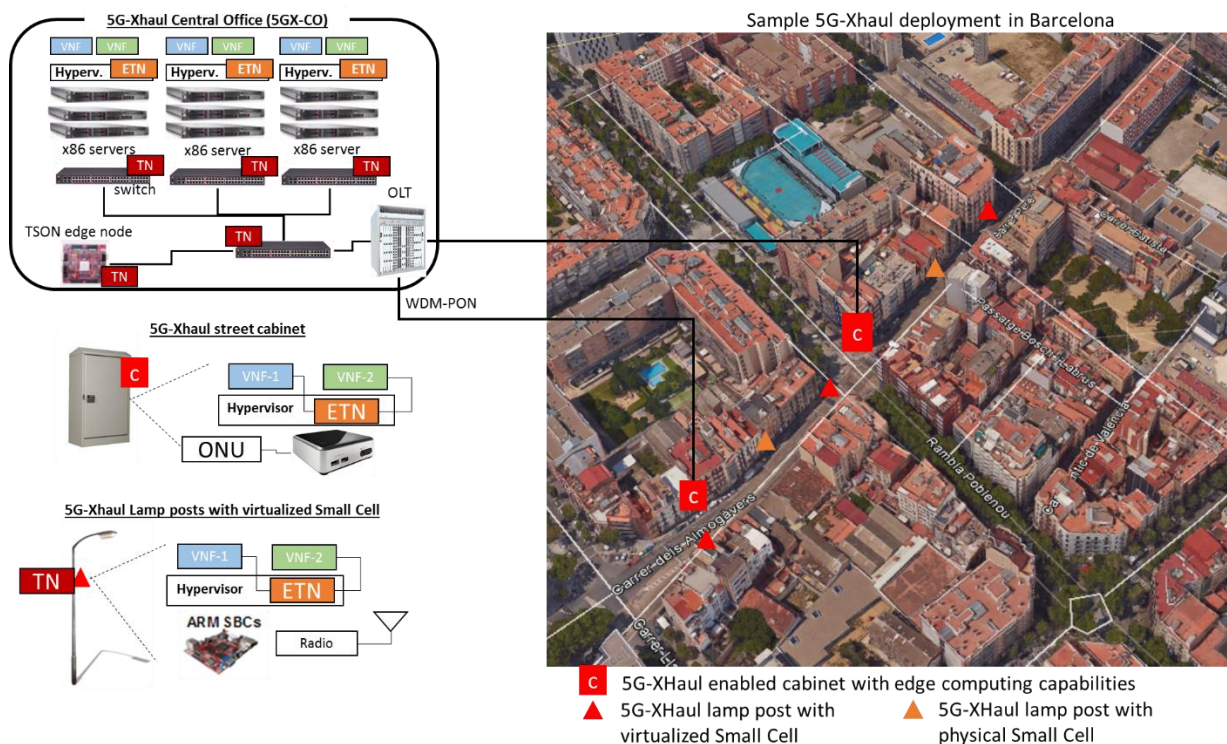 5G-Xhaul Central Office (5GX-CO)
VNF VNF VNF VNF VNF VNF
Hyperv. ETN Hyperv. ETN Hyperv. ETN
x86 servers x86 server x86 server
TN TN TN
switch
OLT
TSON edge node
TN
TN
WDM-PON
5G-Xhaul street cabinet
C
VNF-1 VNF-2
Hypervisor ETN
ONU
5G-Xhaul Lamp posts with virtualized Small Cell
VNF-1 VNF-2
TN
Hypervisor ETN
ARM SBCs
Radio
Sample 5G-Xhaul deployment in Barcelona
Passatge Bosch i Labrus
C
Rambla Poblenou
C
Carrer dels Almogàvers
C 5G-XHaul enabled cabinet with edge computing capabilities
5G-XHaul lamp post with
virtualized Small Cell
5G-XHaul lamp post with
physical Small Cell